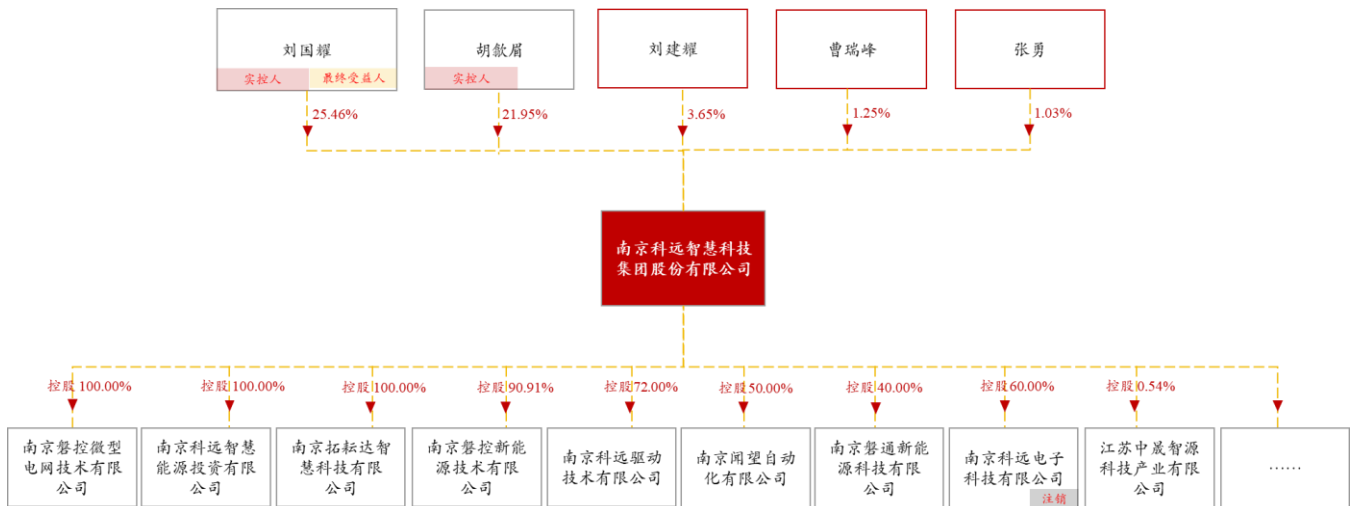 刘国耀
胡歆眉
刘建耀
曹瑞峰
张勇
实控人
最终受益人
实控人
25.46%
21.95%
3.65%
1.25%
1.03%
南京科远智慧科技
集团股份有限公司
控股 100.00%
控股 100.00%
控股 100.00%
控股 90.91%
控股 72.00%
控股 50.00%
控股 40.00%
控股 60.00%
控股 0.54%
南京磐控微型
电网技术有限
公司
南京科远智慧
能源投资有限
公司
南京拓耘达智
慧科技有限
公司
南京磐控新能
源技术有限
公司
南京科远驱动
技术有限公司
南京闻望自动
化有限公司
南京磐通新能
源科技有限
公司
南京科远电子
科技有限公司
注销
江苏中晟智源
科技产业有限
公司
……